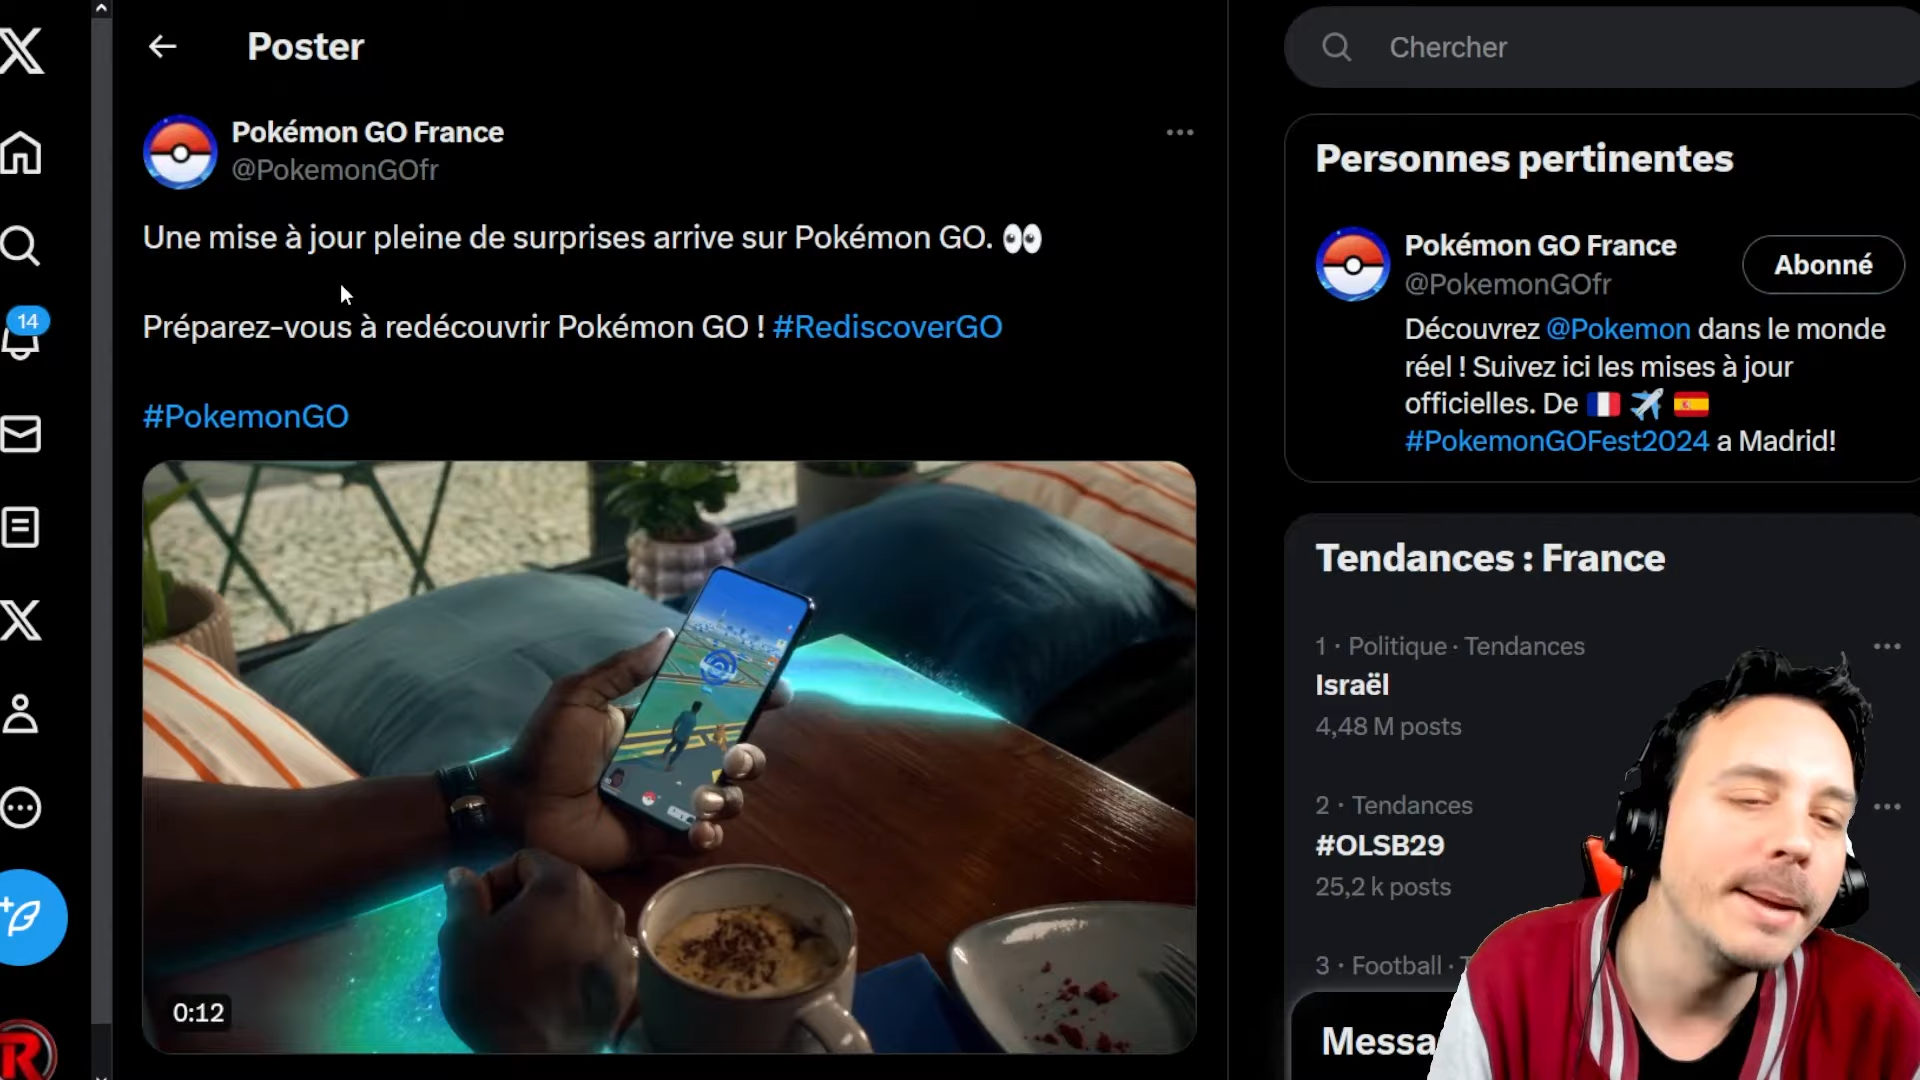 Poster
Chercher
Pokémon GO France
@PokemonGOfr
Une mise à jour pleine de surprises arrive sur Pokémon GO. 👀
Préparez-vous à redécouvrir Pokémon GO ! #RediscoverGO
#PokemonGO
0:12
14
Personnes pertinentes
Pokémon GO France
@PokemonGOfr
Abonné
Découvrez @Pokemon dans le monde
réel ! Suivez ici les mises à jour
officielles. De 🇫🇷 ✈️ 🇪🇸
#PokemonGOFest2024 a Madrid!
Tendances : France
1 · Politique · Tendances
Israël
4,48 M posts
2 · Tendances
#OLSB29
25,2 k posts
3 · Football ·